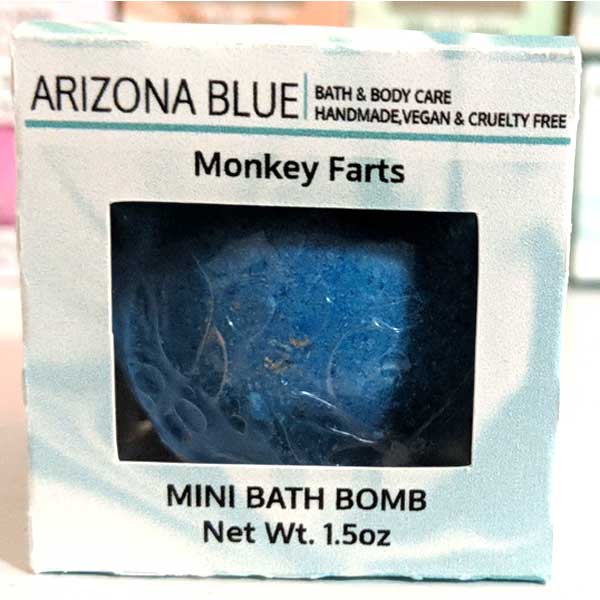 ARIZONA BLUE
BATH & BODY CARE
HANDMADE,VEGAN & CRUELTY FREE
Monkey Farts
MINI BATH BOMB
Net Wt. 1.5oz